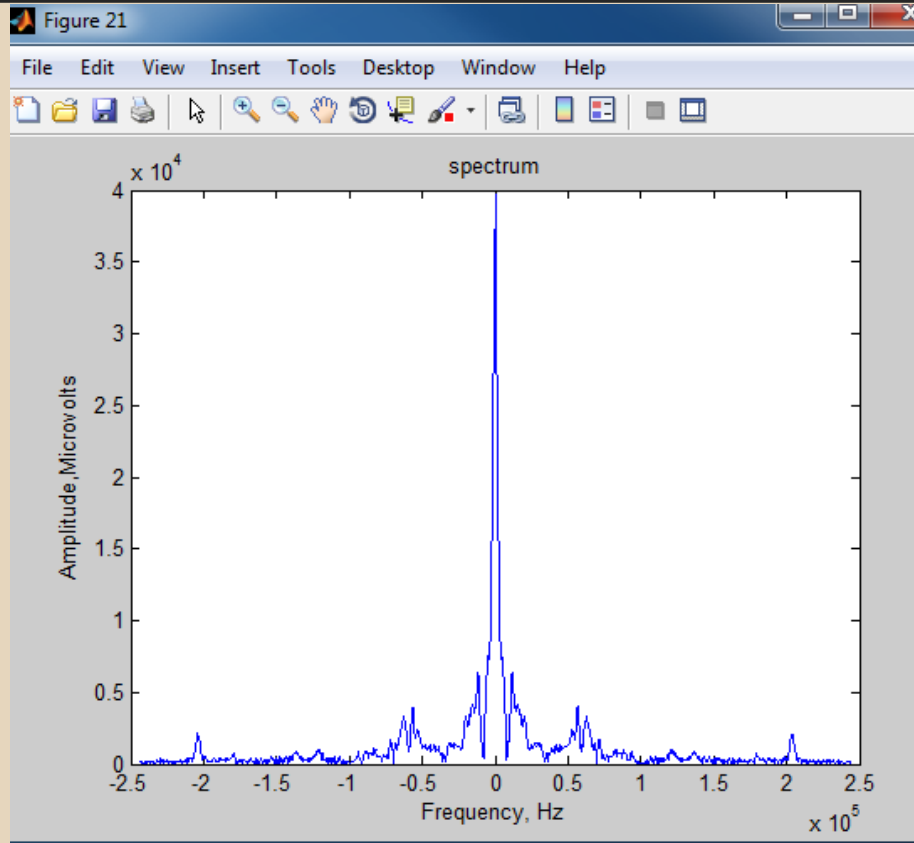 Figure 21
File Edit View Insert Tools Desktop Window Help
x 10^4
spectrum
4
3.5
3
2.5
2
1.5
1
0.5
0
Amplitude,Microvolts
-2.5 -2 -1.5 -1 -0.5 0 0.5 1 1.5 2 2.5
Frequency, Hz
x 10^5